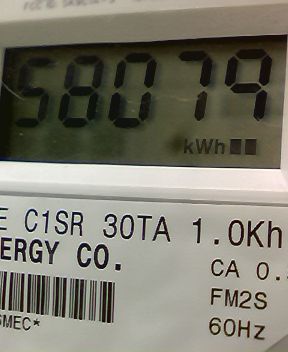 58079
kWh
E C1SR 30TA 1.0Kh
ERGY CO.
CA 0.
FM2S
60Hz
SMEC*